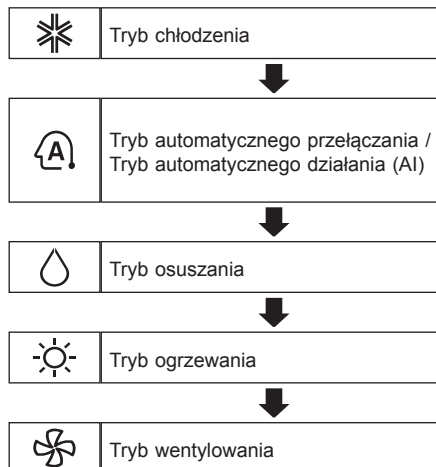 Tryb chłodzenia
A
Tryb automatycznego przełączania /
Tryb automatycznego działania (AI)
Tryb osuszania
Tryb ogrzewania
Tryb wentylowania